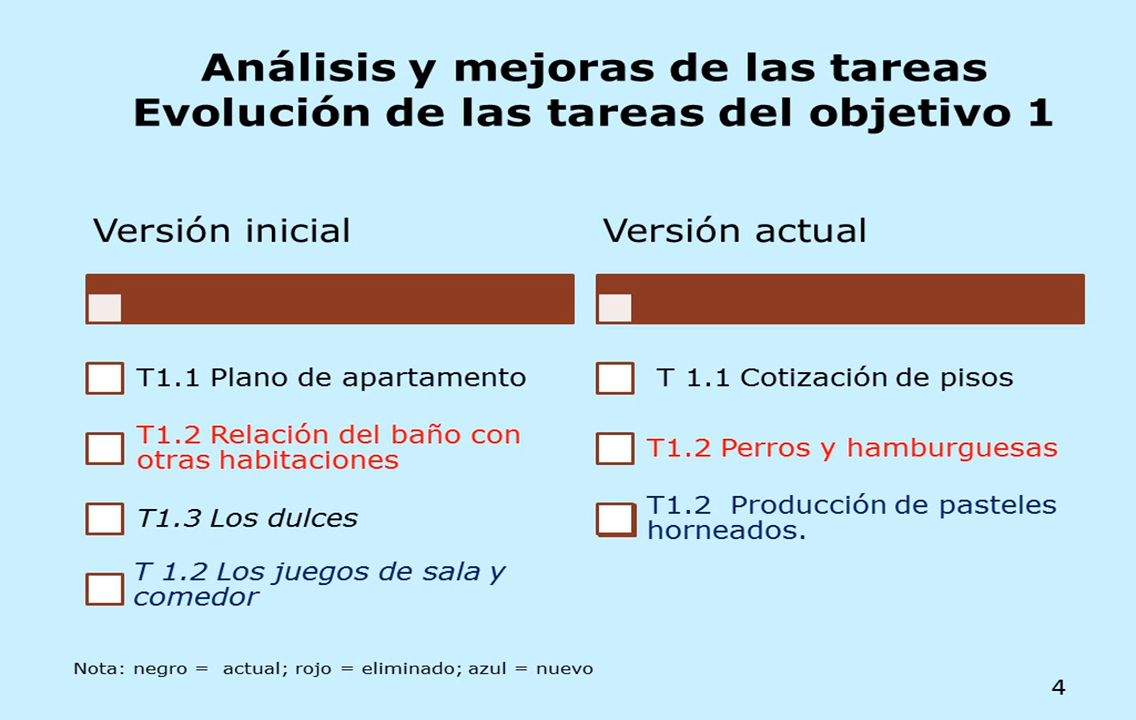 Análisis y mejoras de las tareas
Evolución de las tareas del objetivo 1
Versión inicial
T1.1 Plano de apartamento
T1.2 Relación del baño con
otras habitaciones
T1.3 Los dulces
T 1.2 Los juegos de sala y
comedor
Versión actual
T 1.1 Cotización de pisos
T1.2 Perros y hamburguesas
T1.2 Producción de pasteles
horneados.
Nota: negro = actual; rojo = eliminado; azul = nuevo
4